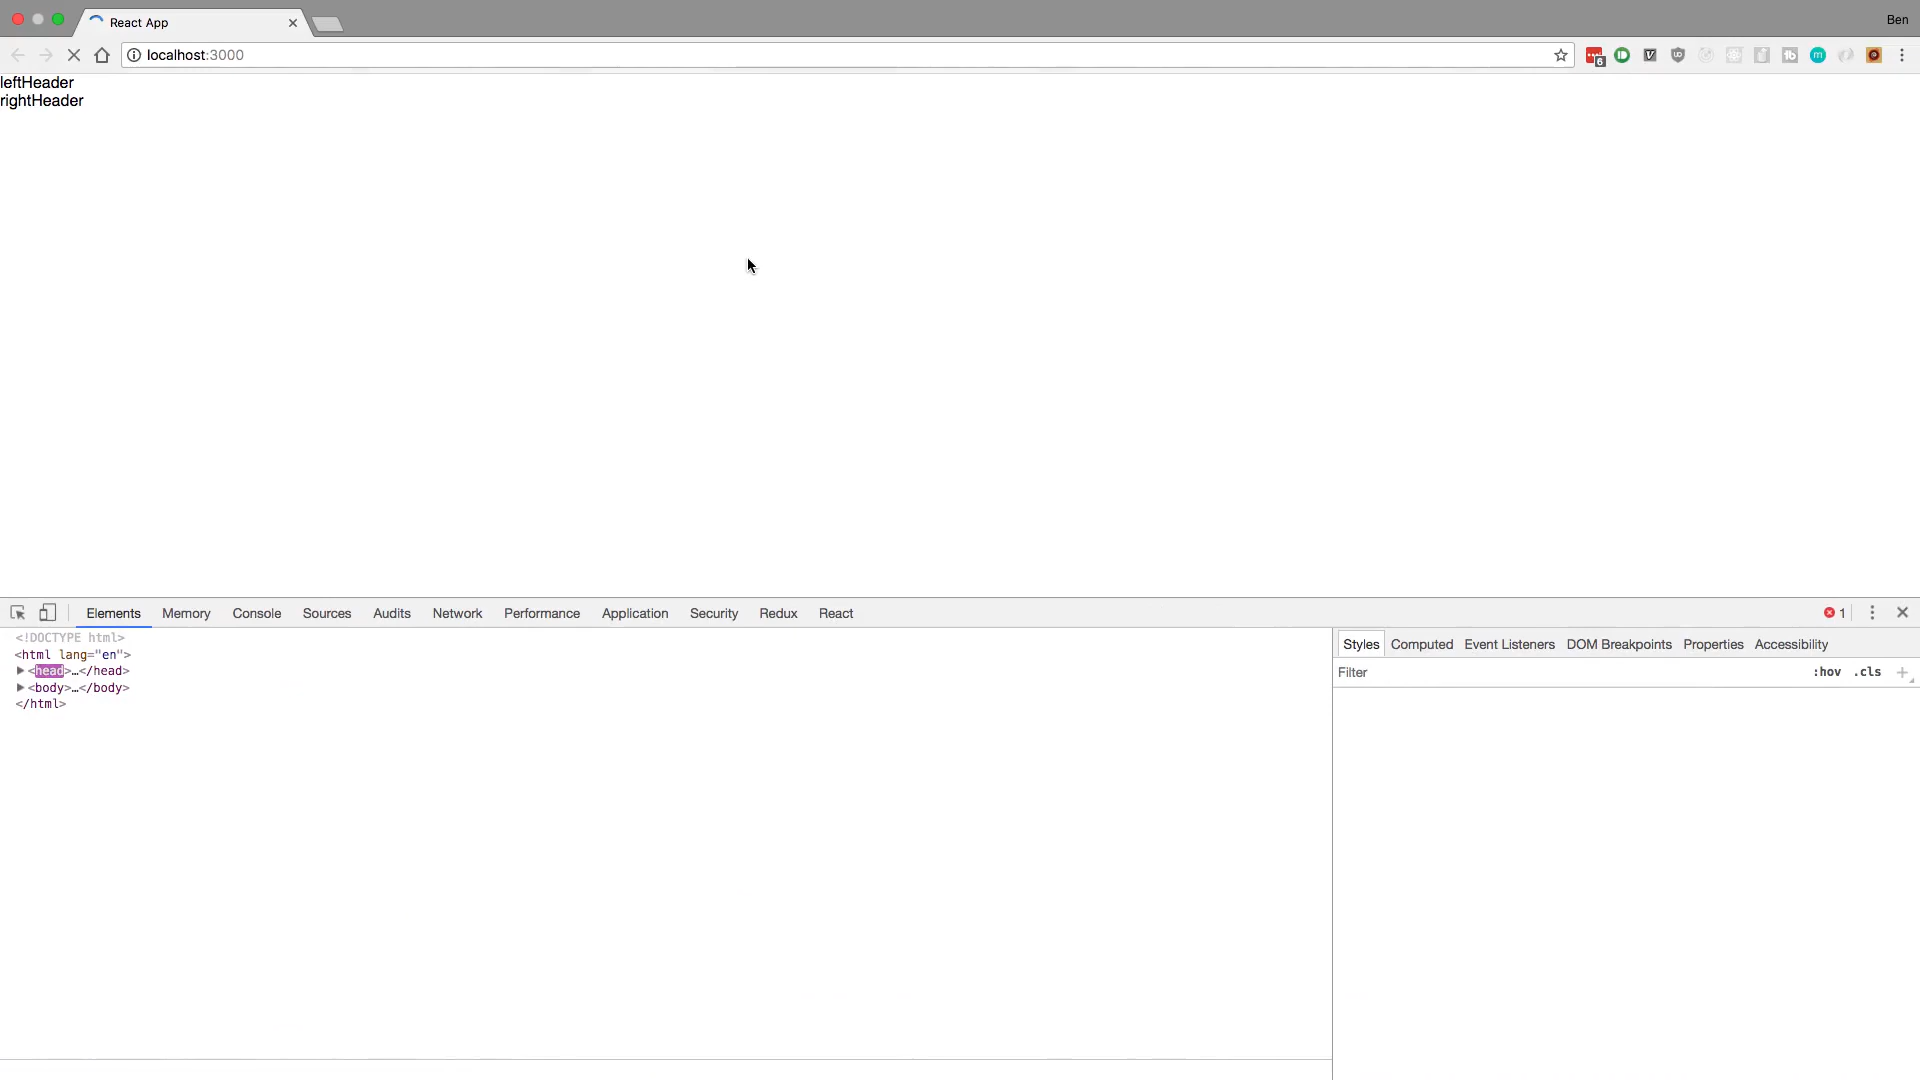 React App
Ben
localhost:3000
6
leftHeader
rightHeader
Elements Memory Console Sources Audits Network Performance Application Security Redux React 1
<!DOCTYPE html>
<html lang="en">
<head>…</head>
<body>…</body>
</html>
Styles Computed Event Listeners DOM Breakpoints Properties Accessibility
Filter :hov .cls